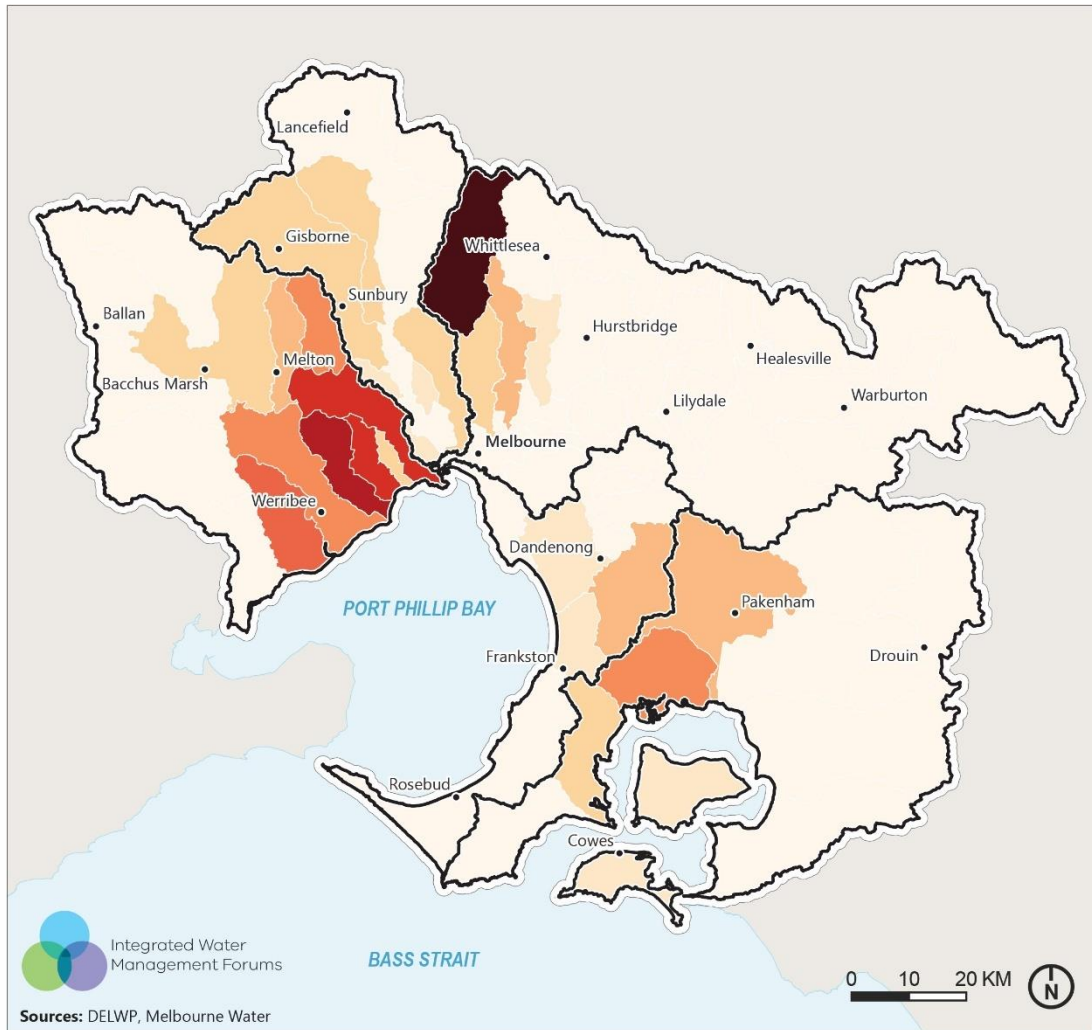 Lancefield
Whittlesea
Gisborne
Sunbury
Ballan
Hurstbridge
Healesville
Melton
Bacchus Marsh
Warburton
Lilydale
Melbourne
Werribee
Dandenong
PORT PHILLIP BAY
Pakenham
Frankston
Drouin
Rosebud
Cowes
Integrated Water
Management Forums
BASS STRAIT
0 10 20 KM
N
Sources: DELWP, Melbourne Water